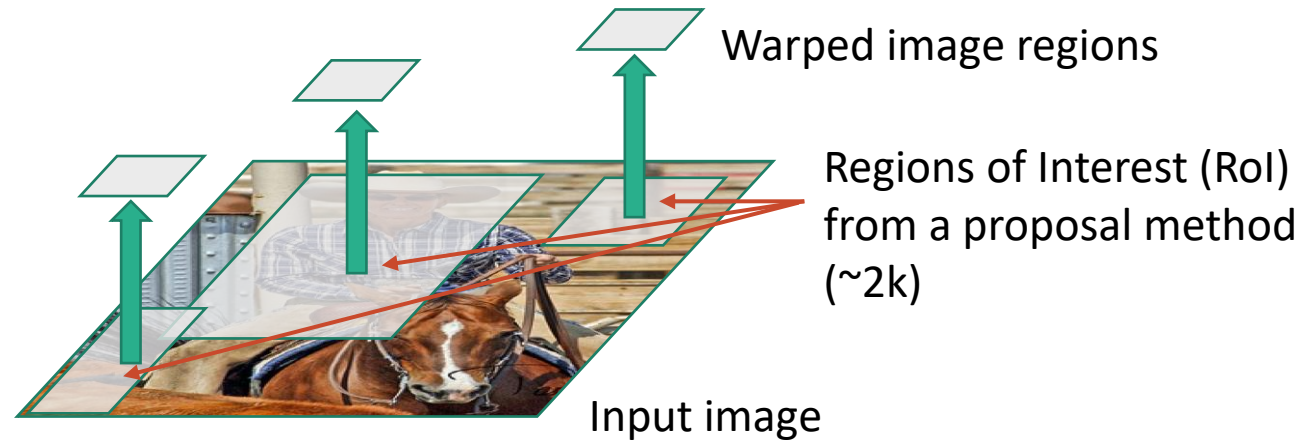 Warped image regions
Regions of Interest (RoI)
from a proposal method
(~2k)
Input image